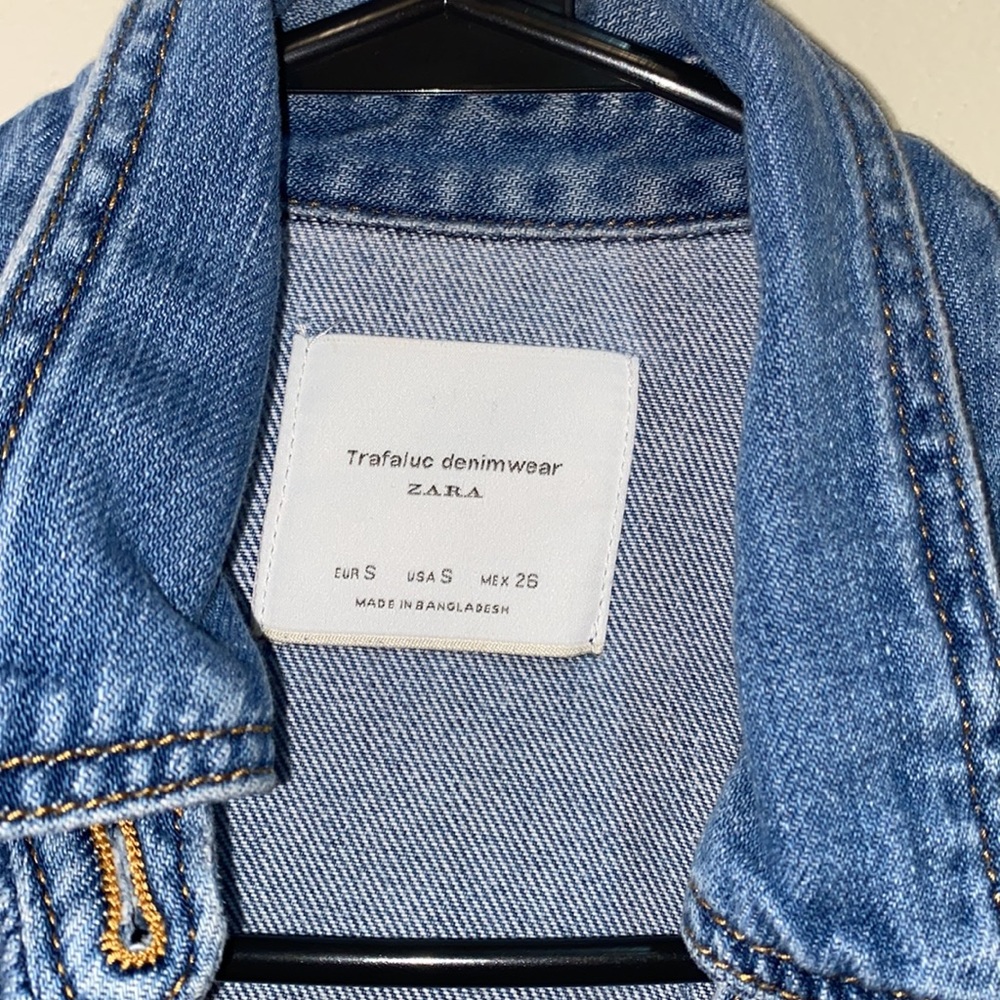 Trafaluc denimwear
ZARA
EUR S USA S MEX 26
MADE IN BANGLADESH